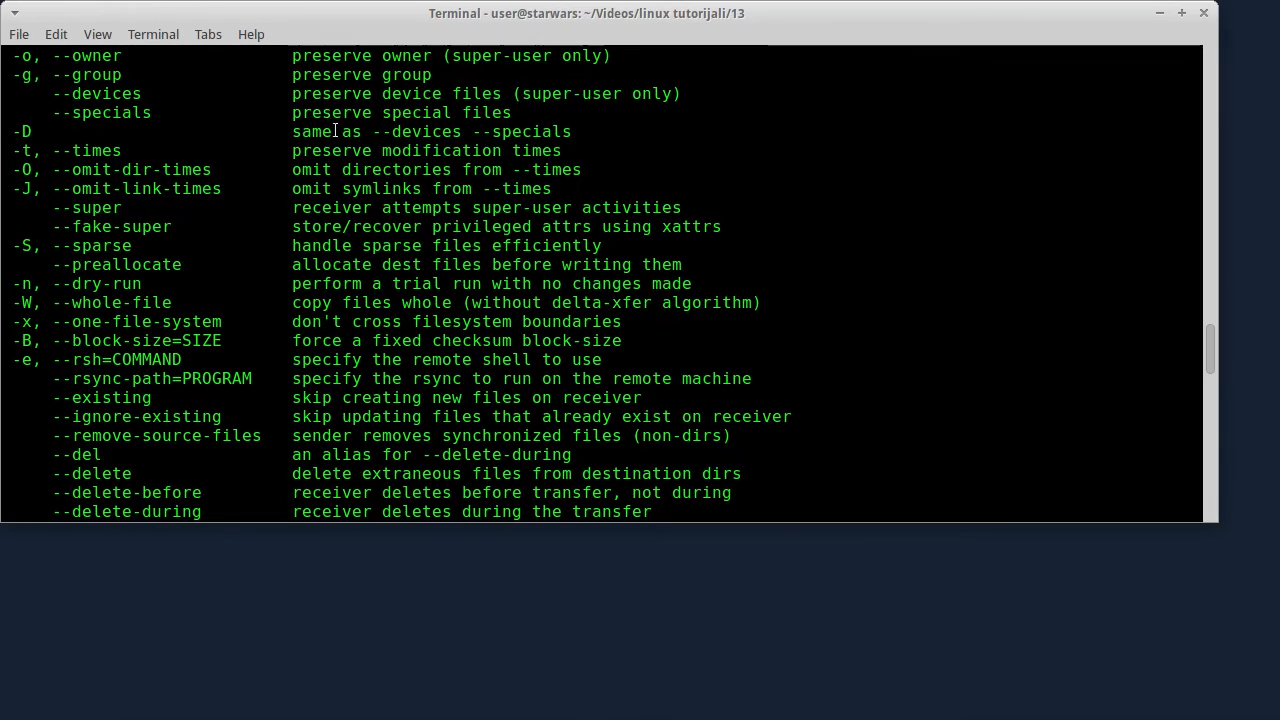 Terminal - user@starwars: ~/Videos/linux tutorijali/13
File Edit View Terminal Tabs Help
-o, --owner preserve owner (super-user only)
-g, --group preserve group
--devices preserve device files (super-user only)
--specials preserve special files
-D same as --devices --specials
-t, --times preserve modification times
-O, --omit-dir-times omit directories from --times
-J, --omit-link-times omit symlinks from --times
--super receiver attempts super-user activities
--fake-super store/recover privileged attrs using xattrs
-S, --sparse handle sparse files efficiently
--preallocate allocate dest files before writing them
-n, --dry-run perform a trial run with no changes made
-W, --whole-file copy files whole (without delta-xfer algorithm)
-x, --one-file-system don't cross filesystem boundaries
-B, --block-size=SIZE force a fixed checksum block-size
-e, --rsh=COMMAND specify the remote shell to use
--rsync-path=PROGRAM specify the rsync to run on the remote machine
--existing skip creating new files on receiver
--ignore-existing skip updating files that already exist on receiver
--remove-source-files sender removes synchronized files (non-dirs)
--del an alias for --delete-during
--delete delete extraneous files from destination dirs
--delete-before receiver deletes before transfer, not during
--delete-during receiver deletes during the transfer